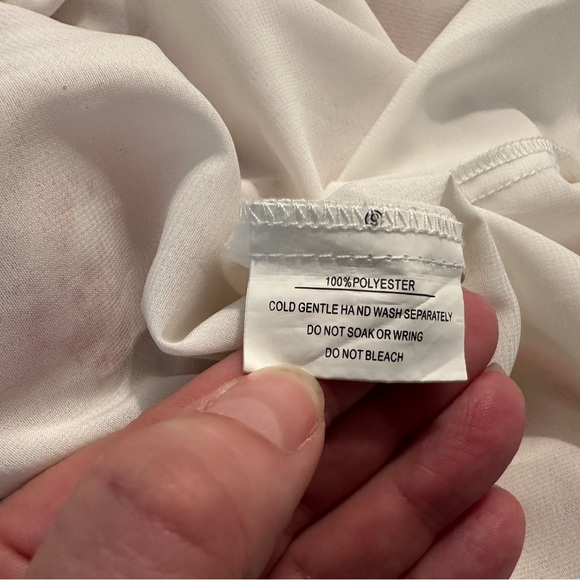 100%POLYESTER
COLD GENTLE HAND WASH SEPARATELY
DO NOT SOAK OR WRING
DO NOT BLEACH